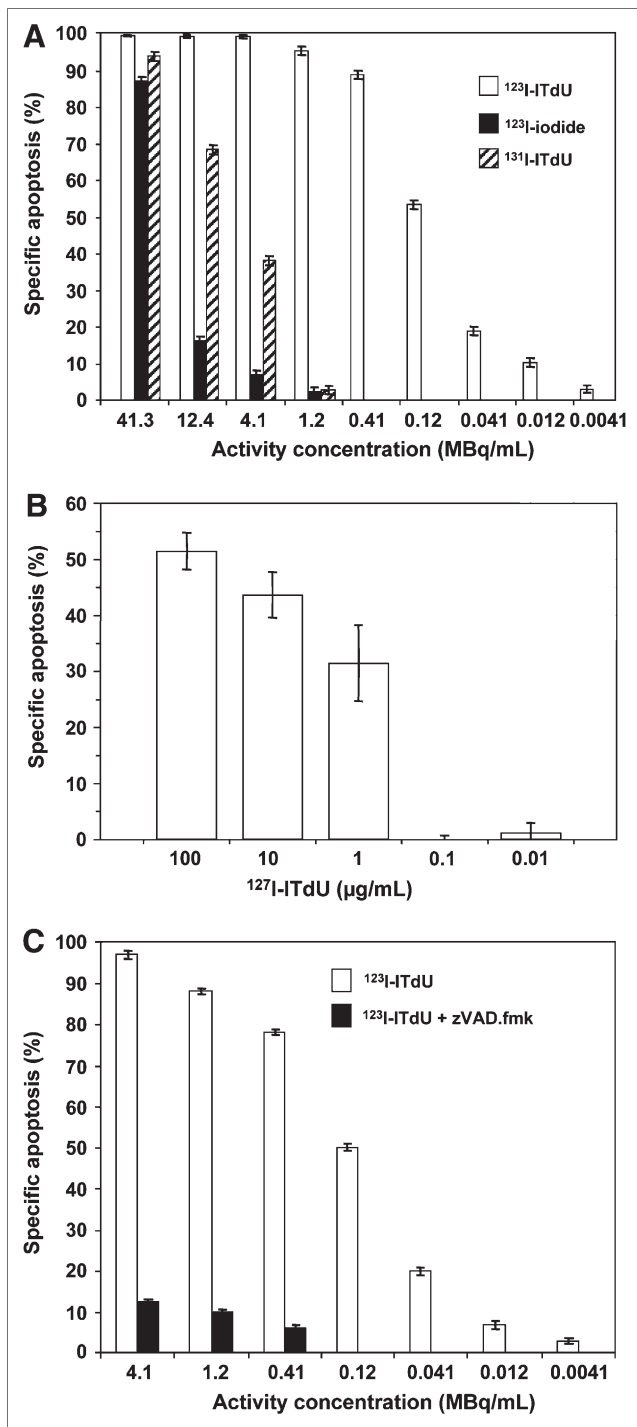 A
100
90
80
70
60
50
40
30
20
10
0
Specific apoptosis (%)
¹²³I-ITdU
¹²³I-iodide
¹³¹I-ITdU
41.3 12.4 4.1 1.2 0.41 0.12 0.041 0.012 0.0041
Activity concentration (MBq/mL)
B
60
50
40
30
20
10
0
Specific apoptosis (%)
100 10 1 0.1 0.01
¹²⁷I-ITdU (µg/mL)
C
100
90
80
70
60
50
40
30
20
10
0
Specific apoptosis (%)
¹²³I-ITdU
¹²³I-ITdU + zVAD.fmk
4.1 1.2 0.41 0.12 0.041 0.012 0.0041
Activity concentration (MBq/mL)